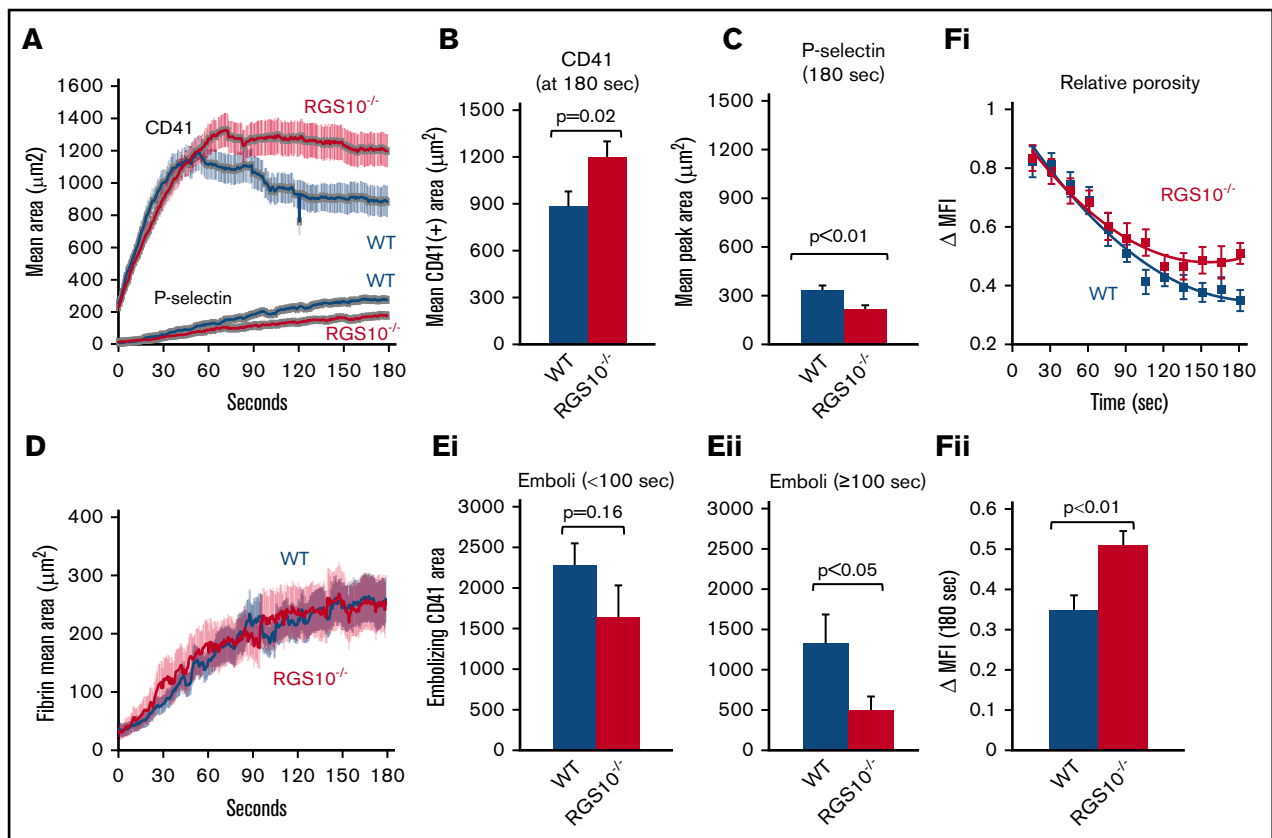 A
Mean area (μm2)
1600
1400
1200
1000
800
600
400
200
0
CD41
RGS10-/-
WT
WT
P-selectin
RGS10-/-
0 30 60 90 120 150 180
Seconds
B
CD41
(at 180 sec)
Mean CD41(+) area (μm²)
1500
1200
900
600
300
0
p=0.02
WT
RGS10-/-
C
P-selectin
(180 sec)
Mean peak area (μm²)
1500
1200
900
600
300
0
p<0.01
WT
RGS10-/-
Fi
Relative porosity
Δ MFI
1
0.8
0.6
0.4
0.2
RGS10-/-
WT
0 30 60 90 120 150 180
Time (sec)
D
Fibrin mean area (μm²)
400
300
200
100
0
WT
RGS10-/-
0 30 60 90 120 150 180
Seconds
Ei
Emboli (<100 sec)
Embolizing CD41 area
3000
2500
2000
1500
1000
500
0
p=0.16
WT
RGS10-/-
Eii
Emboli (≥100 sec)
3000
2500
2000
1500
1000
500
0
p<0.05
WT
RGS10-/-
Fii
Δ MFI (180 sec)
0.6
0.5
0.4
0.3
0.2
0.1
0
p<0.01
WT
RGS10-/-